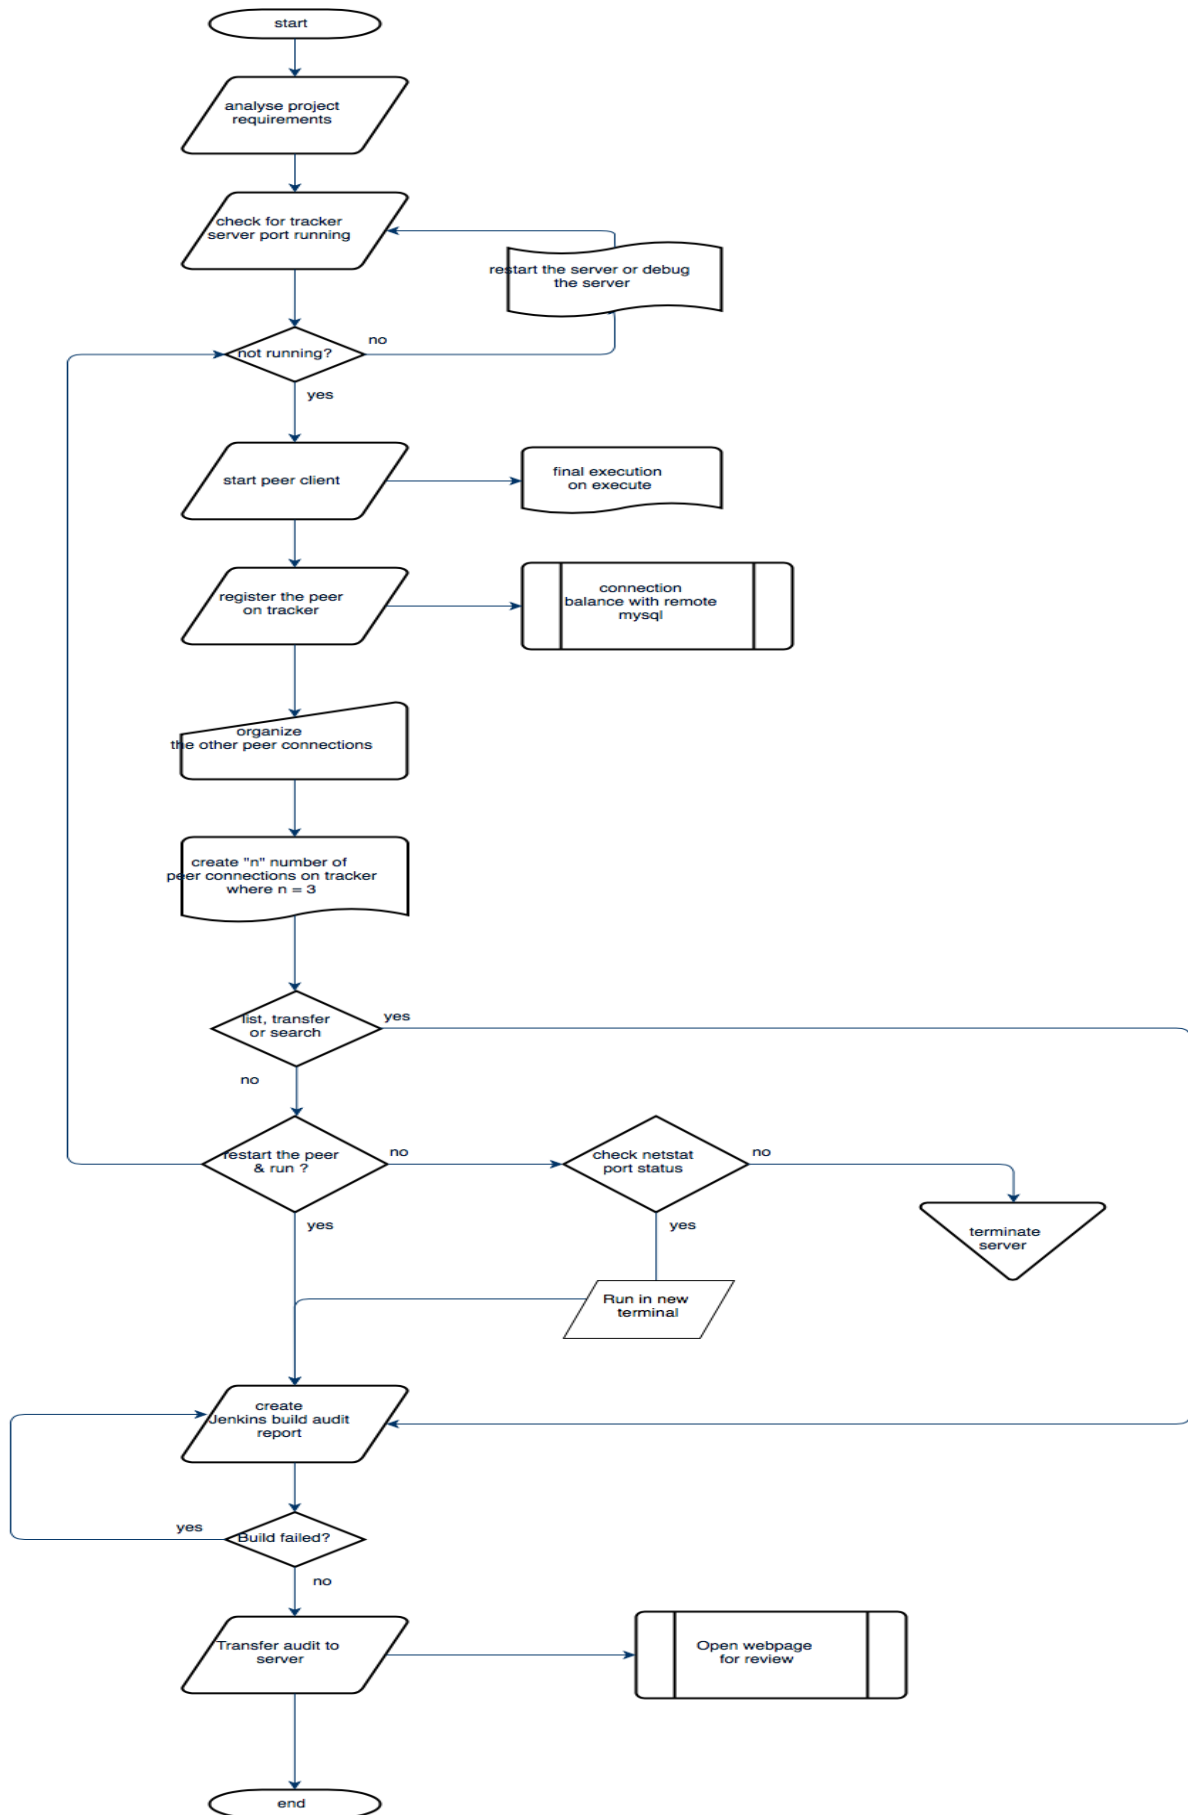 start
analyse project
requirements
check for tracker
server port running
restart the server or debug
the server
not running?
no
yes
start peer client
final execution
on execute
register the peer
on tracker
connection
balance with remote
mysql
organize
the other peer connections
create "n" number of
peer connections on tracker
where n = 3
list, transfer
or search
yes
no
restart the peer
& run ?
no
check netstat
port status
no
yes
yes
terminate
server
Run in new
terminal
create
Jenkins build audit
report
yes
Build failed?
no
Transfer audit to
server
Open webpage
for review
end